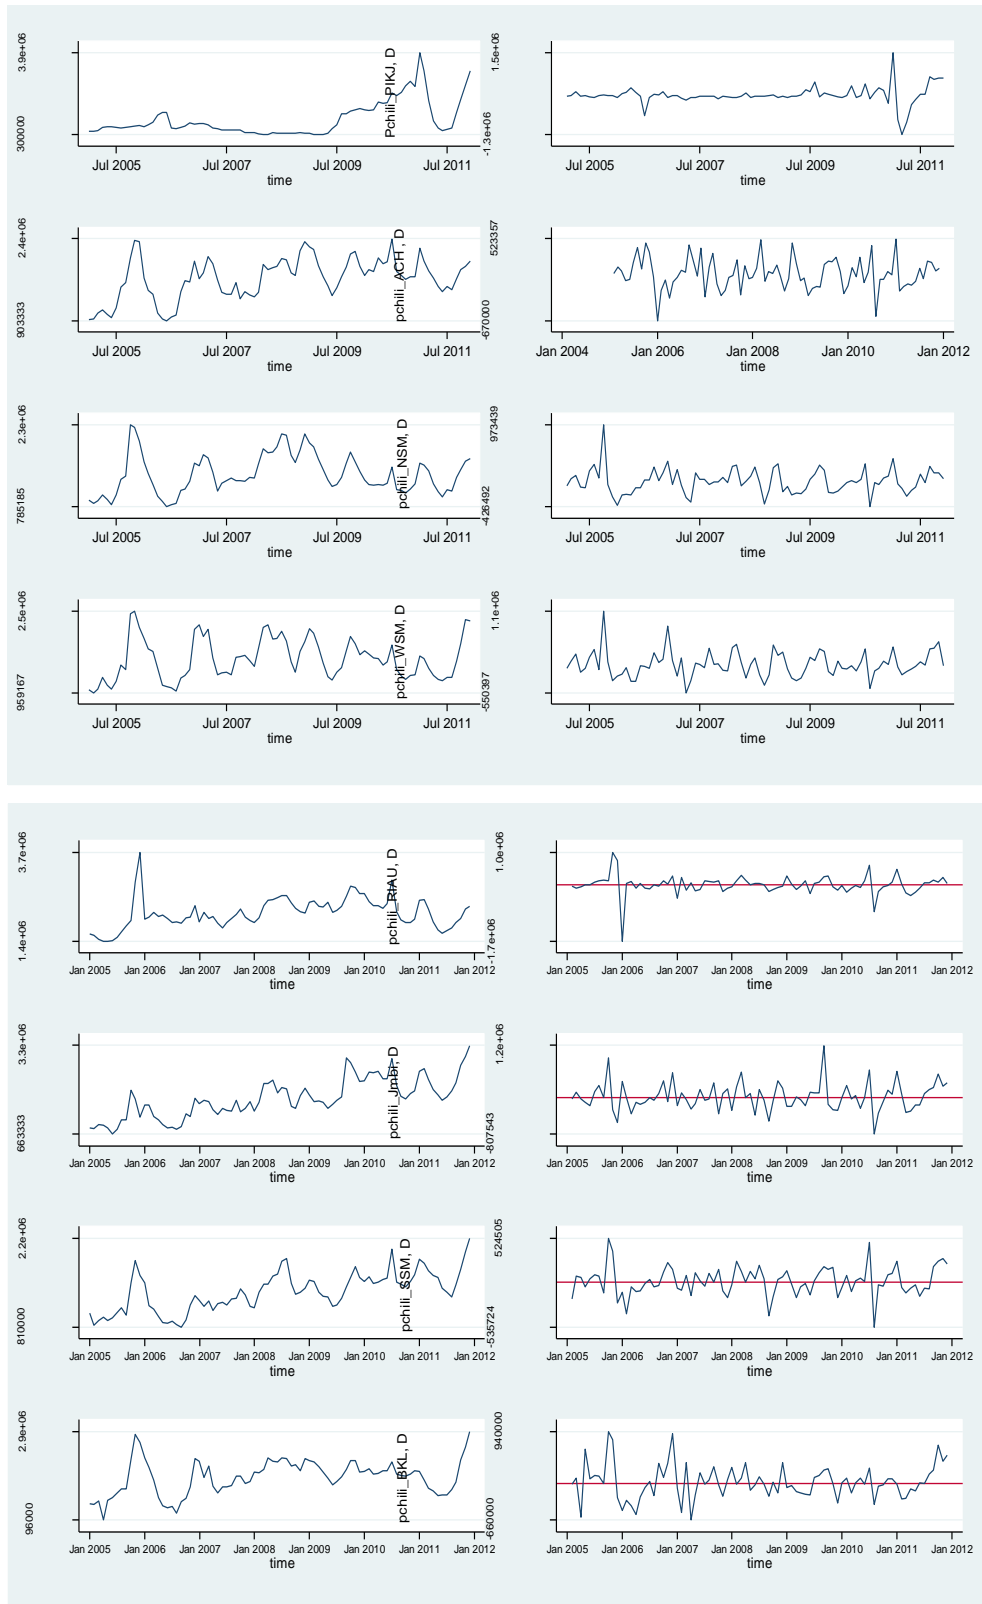 3.9e+06
300000
Jul 2005 Jul 2007 Jul 2009 Jul 2011
time
Pchili_PIKJ, D
1.5e+06
-1.3e+06
Jul 2005 Jul 2007 Jul 2009 Jul 2011
time
2.4e+06
903333
Jul 2005 Jul 2007 Jul 2009 Jul 2011
time
pchili_ACH , D
523357
-670000
Jan 2004 Jan 2006 Jan 2008 Jan 2010 Jan 2012
time
2.3e+06
785185
Jul 2005 Jul 2007 Jul 2009 Jul 2011
time
pchili_NSM, D
973439
-426492
Jul 2005 Jul 2007 Jul 2009 Jul 2011
time
2.5e+06
959167
Jul 2005 Jul 2007 Jul 2009 Jul 2011
time
pchili_WSM, D
1.1e+06
-550397
Jul 2005 Jul 2007 Jul 2009 Jul 2011
time
3.7e+06
1.4e+06
Jan 2005 Jan 2006 Jan 2007 Jan 2008 Jan 2009 Jan 2010 Jan 2011 Jan 2012
time
pchili_RIAU, D
1.0e+06
-1.7e+06
Jan 2005 Jan 2006 Jan 2007 Jan 2008 Jan 2009 Jan 2010 Jan 2011 Jan 2012
time
3.3e+06
663333
Jan 2005 Jan 2006 Jan 2007 Jan 2008 Jan 2009 Jan 2010 Jan 2011 Jan 2012
time
pchili_Jmbi, D
1.2e+06
-807543
Jan 2005 Jan 2006 Jan 2007 Jan 2008 Jan 2009 Jan 2010 Jan 2011 Jan 2012
time
2.2e+06
810000
Jan 2005 Jan 2006 Jan 2007 Jan 2008 Jan 2009 Jan 2010 Jan 2011 Jan 2012
time
pchili_SSM, D
524505
-535724
Jan 2005 Jan 2006 Jan 2007 Jan 2008 Jan 2009 Jan 2010 Jan 2011 Jan 2012
time
2.9e+06
96000
Jan 2005 Jan 2006 Jan 2007 Jan 2008 Jan 2009 Jan 2010 Jan 2011 Jan 2012
time
pchili_BKL, D
940000
-660000
Jan 2005 Jan 2006 Jan 2007 Jan 2008 Jan 2009 Jan 2010 Jan 2011 Jan 2012
time